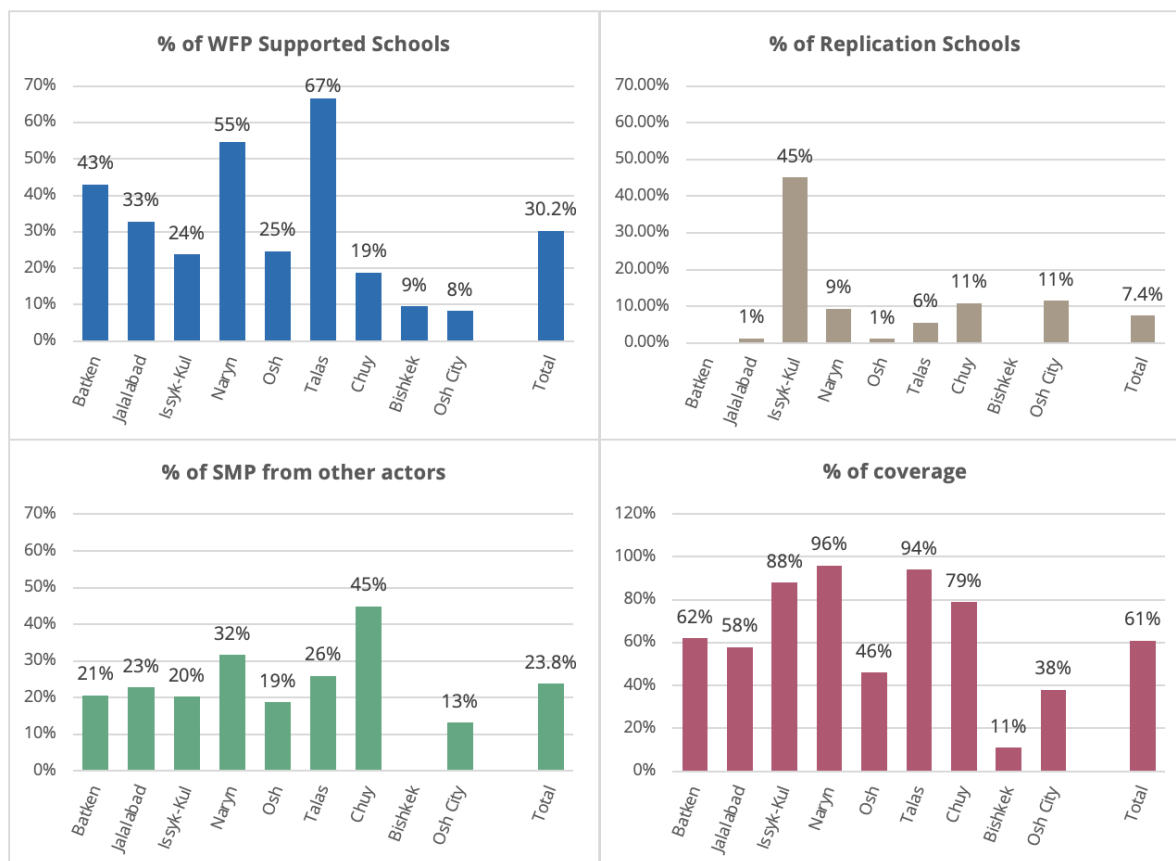 % of WFP Supported Schools
70%
60%
50%
40%
30%
20%
10%
0%
43%
33%
24%
55%
25%
67%
19%
9%
8%
30.2%
Batken
Jalalabad
Issyk-Kul
Naryn
Osh
Talas
Chuy
Bishkek
Osh City
Total
% of Replication Schools
70.00%
60.00%
50.00%
40.00%
30.00%
20.00%
10.00%
0.00%
1%
45%
9%
1%
6%
11%
11%
7.4%
Batken
Jalalabad
Issyk-Kul
Naryn
Osh
Talas
Chuy
Bishkek
Osh City
Total
% of SMP from other actors
70%
60%
50%
40%
30%
20%
10%
0%
21%
23%
20%
32%
19%
26%
45%
13%
23.8%
Batken
Jalalabad
Issyk-Kul
Naryn
Osh
Talas
Chuy
Bishkek
Osh City
Total
% of coverage
120%
100%
80%
60%
40%
20%
0%
62%
58%
88%
96%
46%
94%
79%
11%
38%
61%
Batken
Jalalabad
Issyk-Kul
Naryn
Osh
Talas
Chuy
Bishkek
Osh City
Total